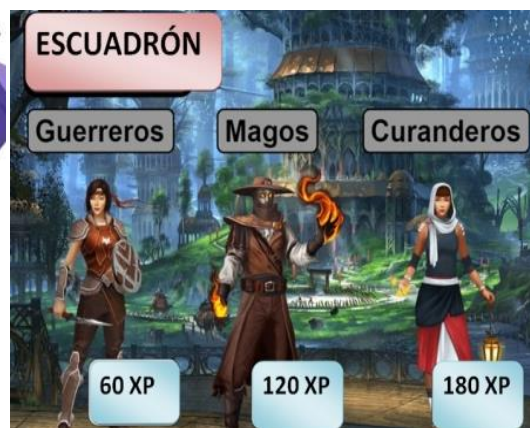 ESCUADRÓN
Guerreros
Magos
Curanderos
60 XP
120 XP
180 XP